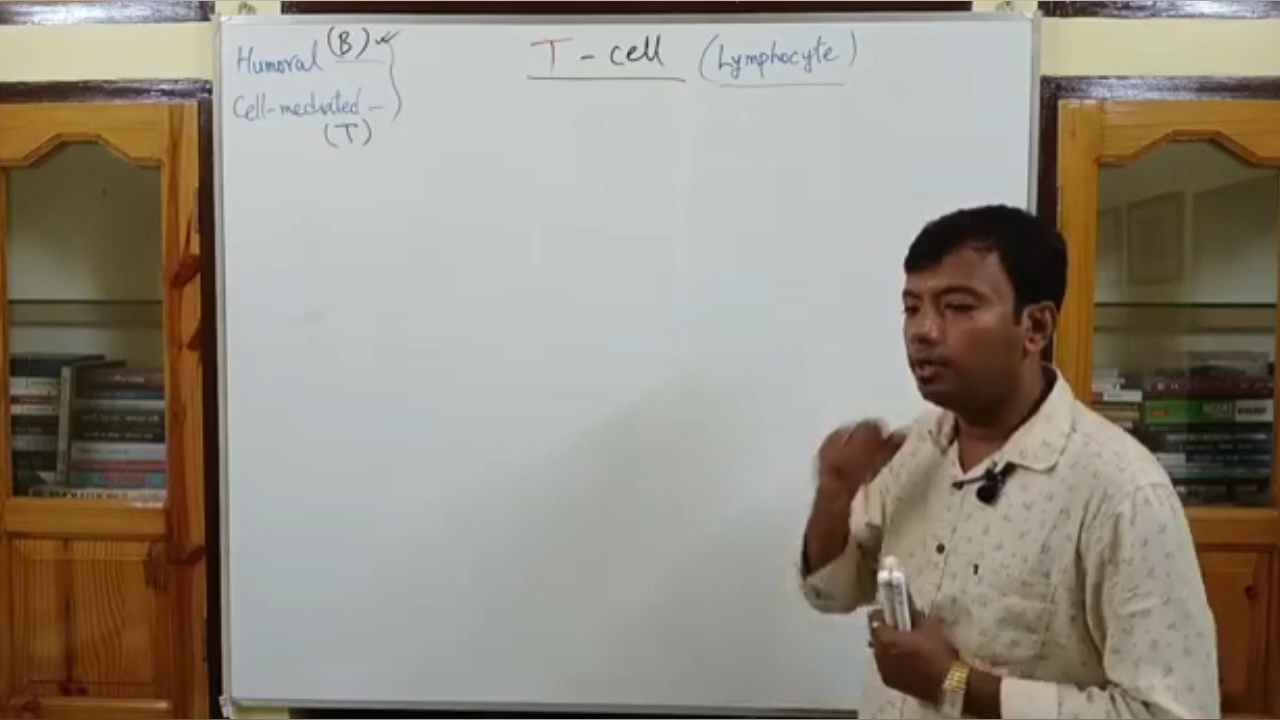 Humoral (B) ✓
Cell-mediated -
(T)
T - cell (Lymphocyte)